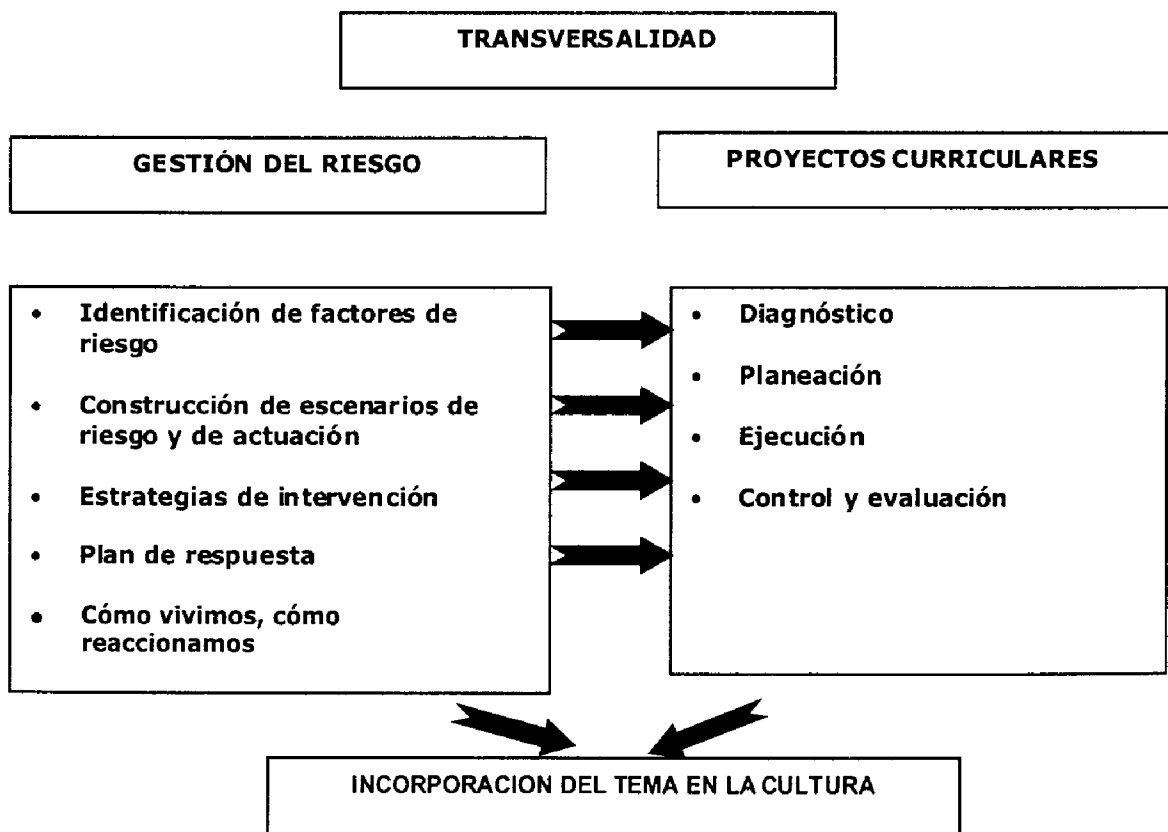 TRANSVERSALIDAD
GESTIÓN DEL RIESGO
PROYECTOS CURRICULARES
• Identificación de factores de
riesgo
• Construcción de escenarios de
riesgo y de actuación
• Estrategias de intervención
• Plan de respuesta
• Cómo vivimos, cómo
reaccionamos
• Diagnóstico
• Planeación
• Ejecución
• Control y evaluación
INCORPORACION DEL TEMA EN LA CULTURA